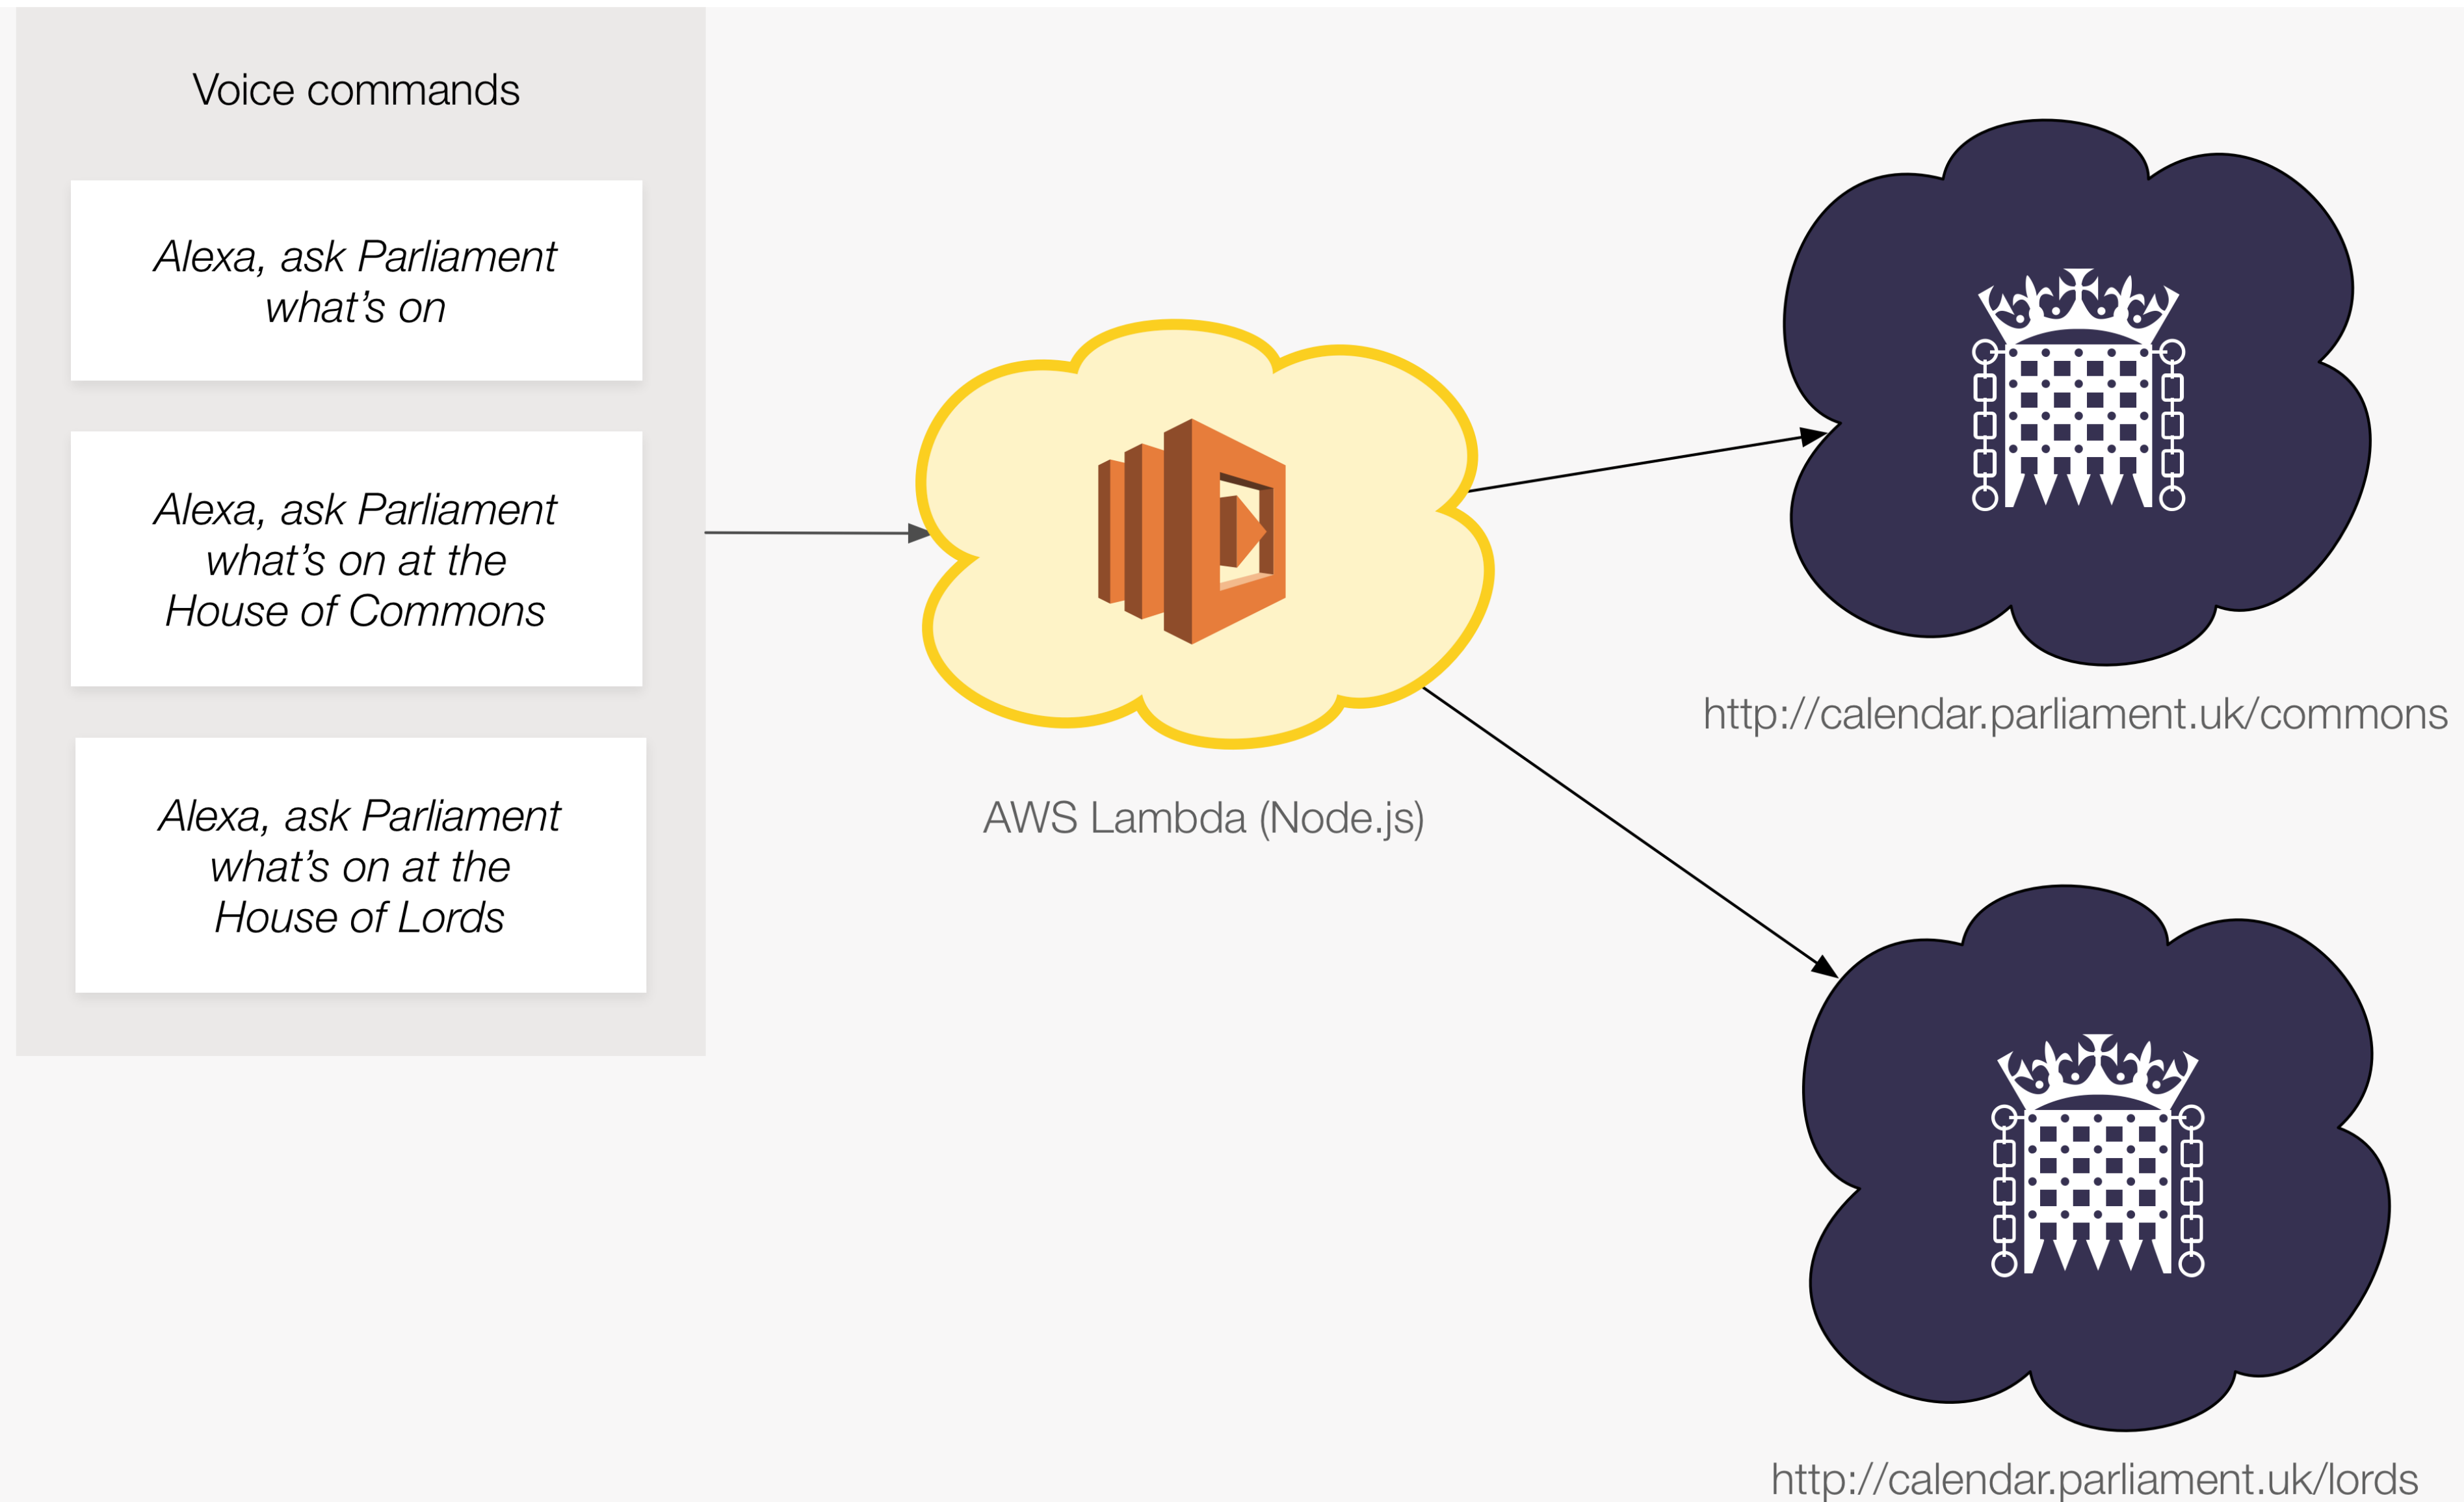 Voice commands
Alexa, ask Parliament
what’s on
Alexa, ask Parliament
what’s on at the
House of Commons
Alexa, ask Parliament
what’s on at the
House of Lords
AWS Lambda (Node.js)
http://calendar.parliament.uk/commons
http://calendar.parliament.uk/lords